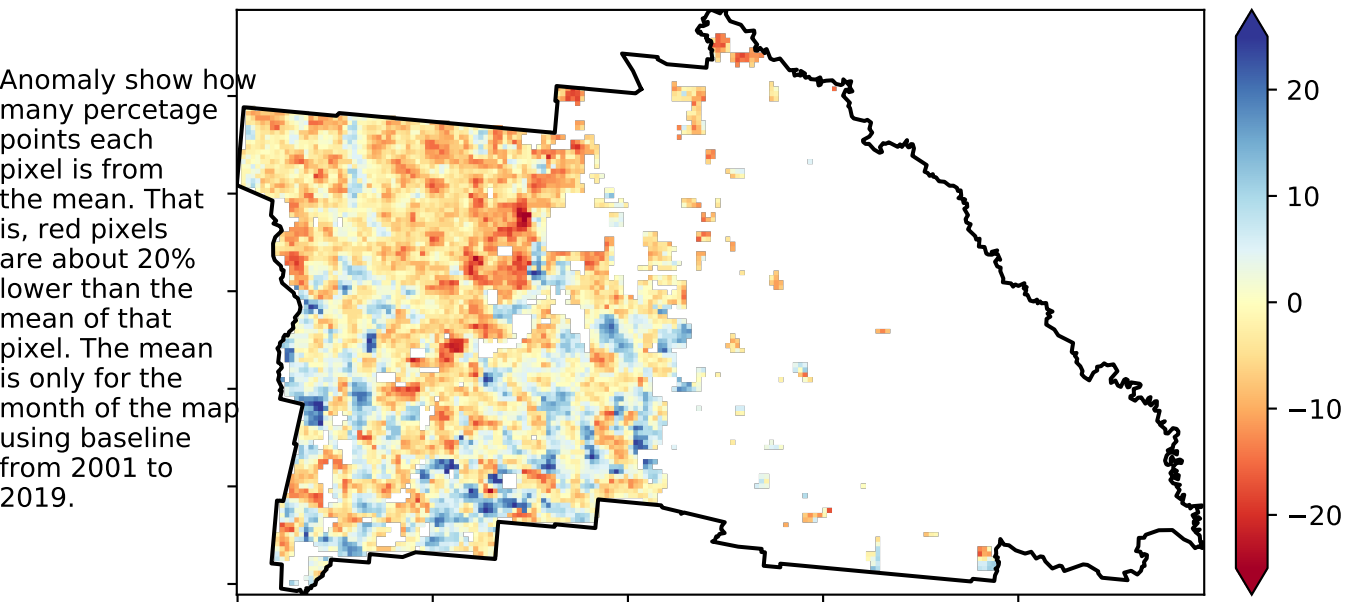 Anomaly show how
many percetage
points each
pixel is from
the mean. That
is, red pixels
are about 20%
lower than the
mean of that
pixel. The mean
is only for the
month of the map
using baseline
from 2001 to
2019.
20
10
0
−10
−20